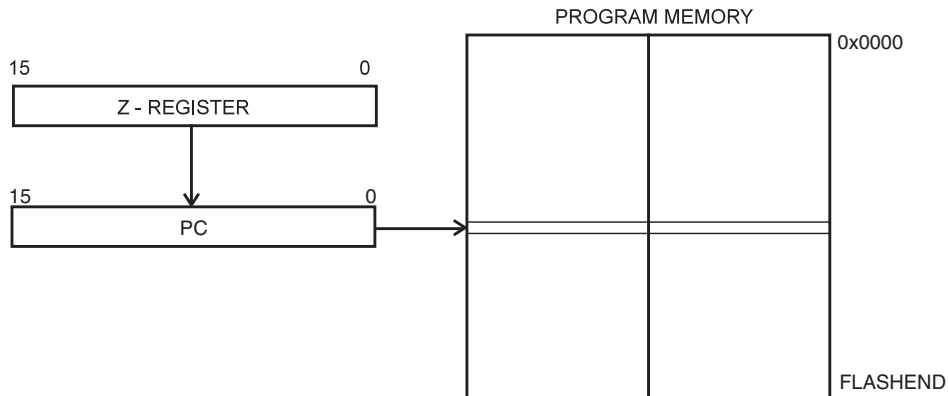 PROGRAM MEMORY
0x0000
15 0
Z - REGISTER
15 0
PC
FLASHEND